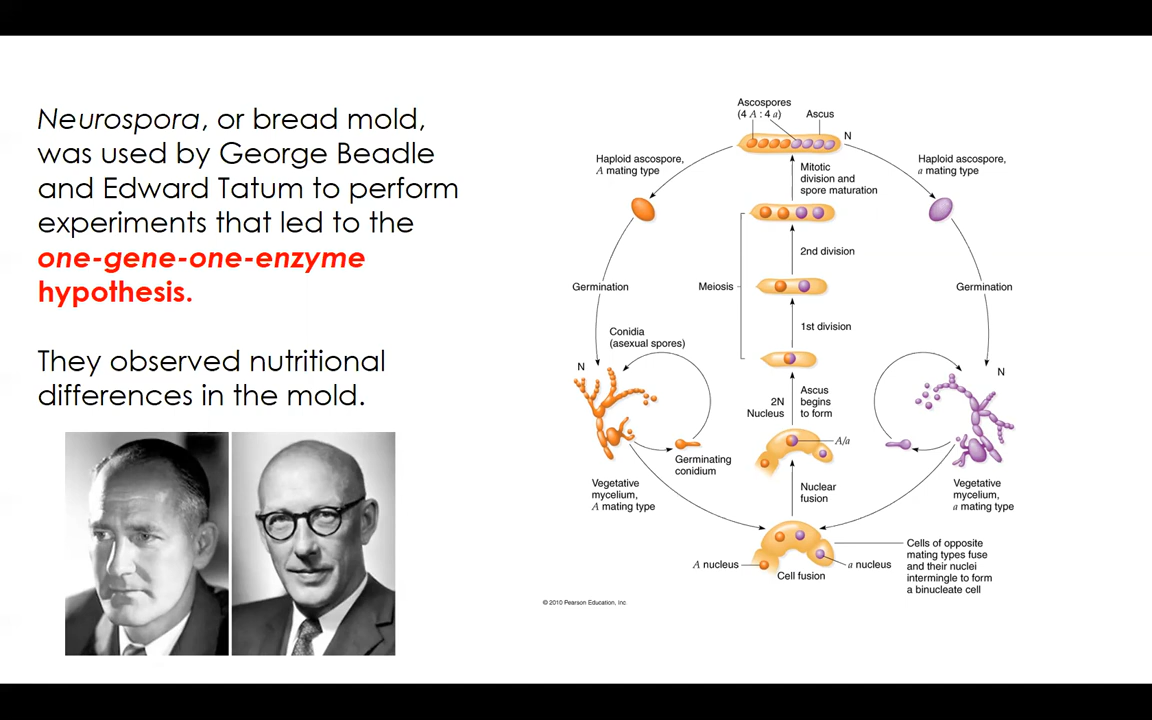 Neurospora, or bread mold,
was used by George Beadle
and Edward Tatum to perform
experiments that led to the
one-gene-one-enzyme
hypothesis.
They observed nutritional
differences in the mold.
Ascospores
(4 A : 4 a)
Ascus
N
Haploid ascospore,
A mating type
Mitotic
division and
spore maturation
Haploid ascospore,
a mating type
2nd division
Germination
Meiosis
Germination
1st division
Conidia
(asexual spores)
N
N
2N
Nucleus
Ascus
begins
to form
A/a
Germinating
conidium
Vegetative
mycelium,
A mating type
Nuclear
fusion
Vegetative
mycelium,
a mating type
A nucleus
a nucleus
Cell fusion
Cells of opposite
mating types fuse
and their nuclei
intermingle to form
a binucleate cell
© 2010 Pearson Education, Inc